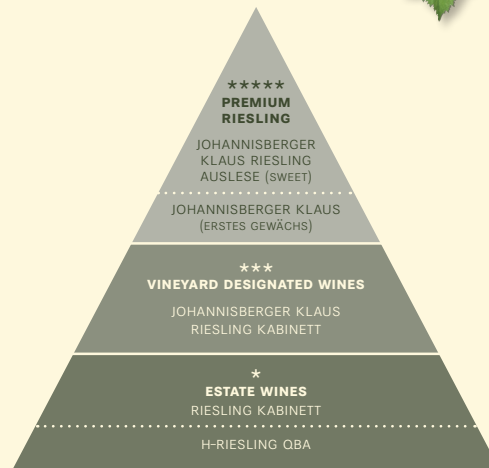 *****
PREMIUM
RIESLING
JOHANNISBERGER
KLAUS RIESLING
AUSLESE (SWEET)
JOHANNISBERGER KLAUS
(ERSTES GEWÄCHS)
***
VINEYARD DESIGNATED WINES
JOHANNISBERGER KLAUS
RIESLING KABINETT
*
ESTATE WINES
RIESLING KABINETT
H-RIESLING QBA